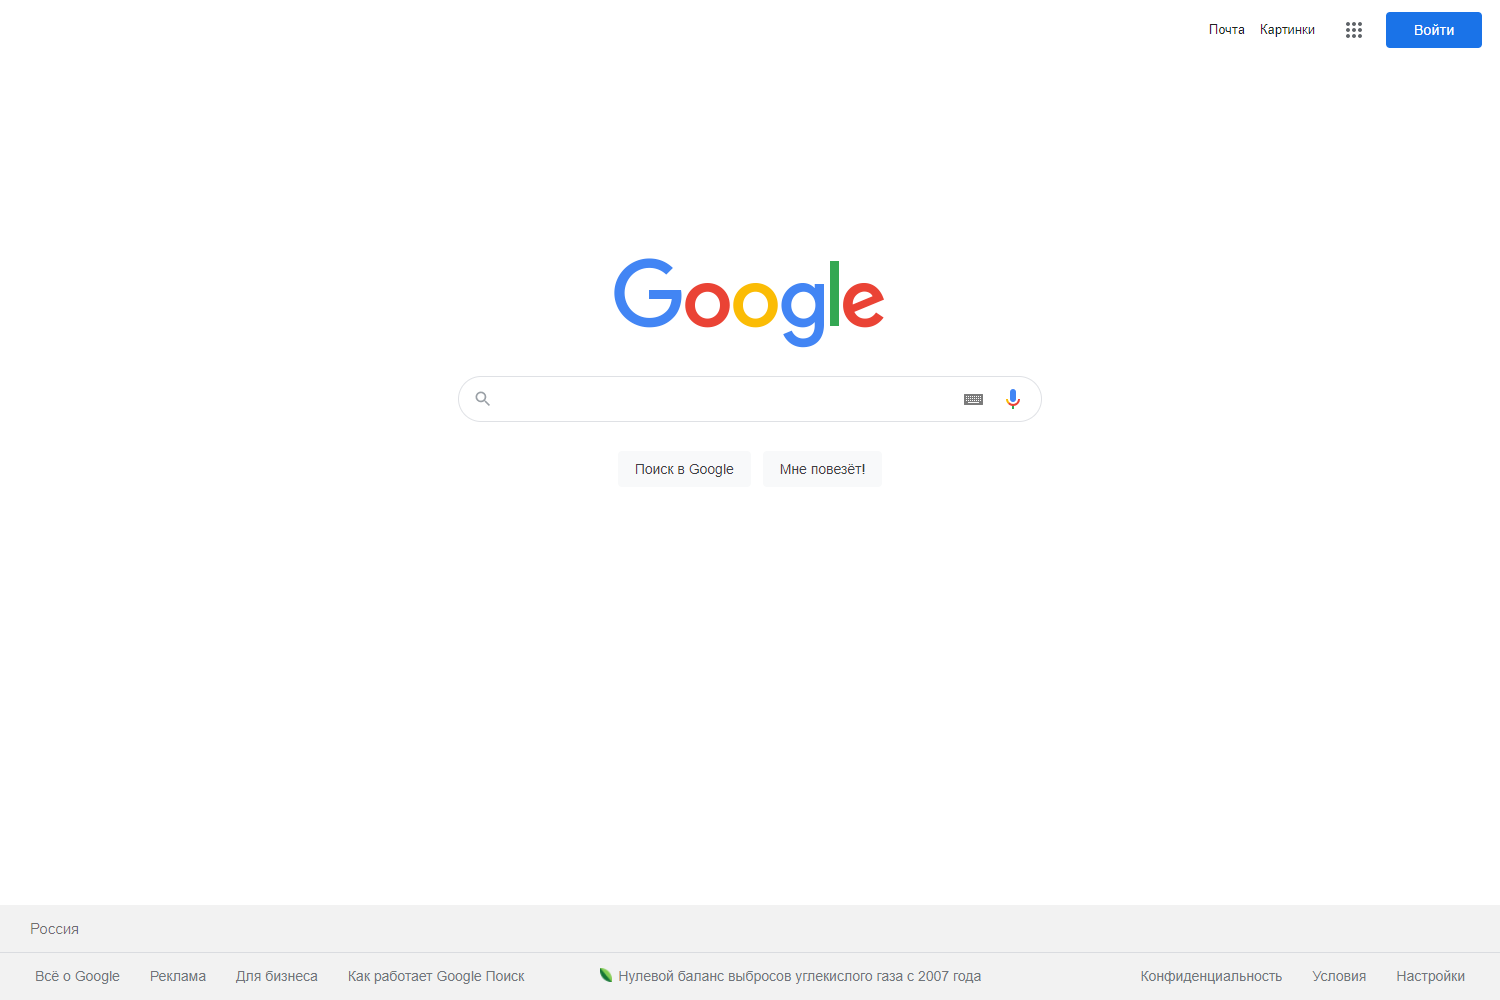 Почта Картинки Войти
Google
Поиск в Google Мне повезёт!
Россия
Всё о Google Реклама Для бизнеса Как работает Google Поиск Нулевой баланс выбросов углекислого газа с 2007 года Конфиденциальность Условия Настройки